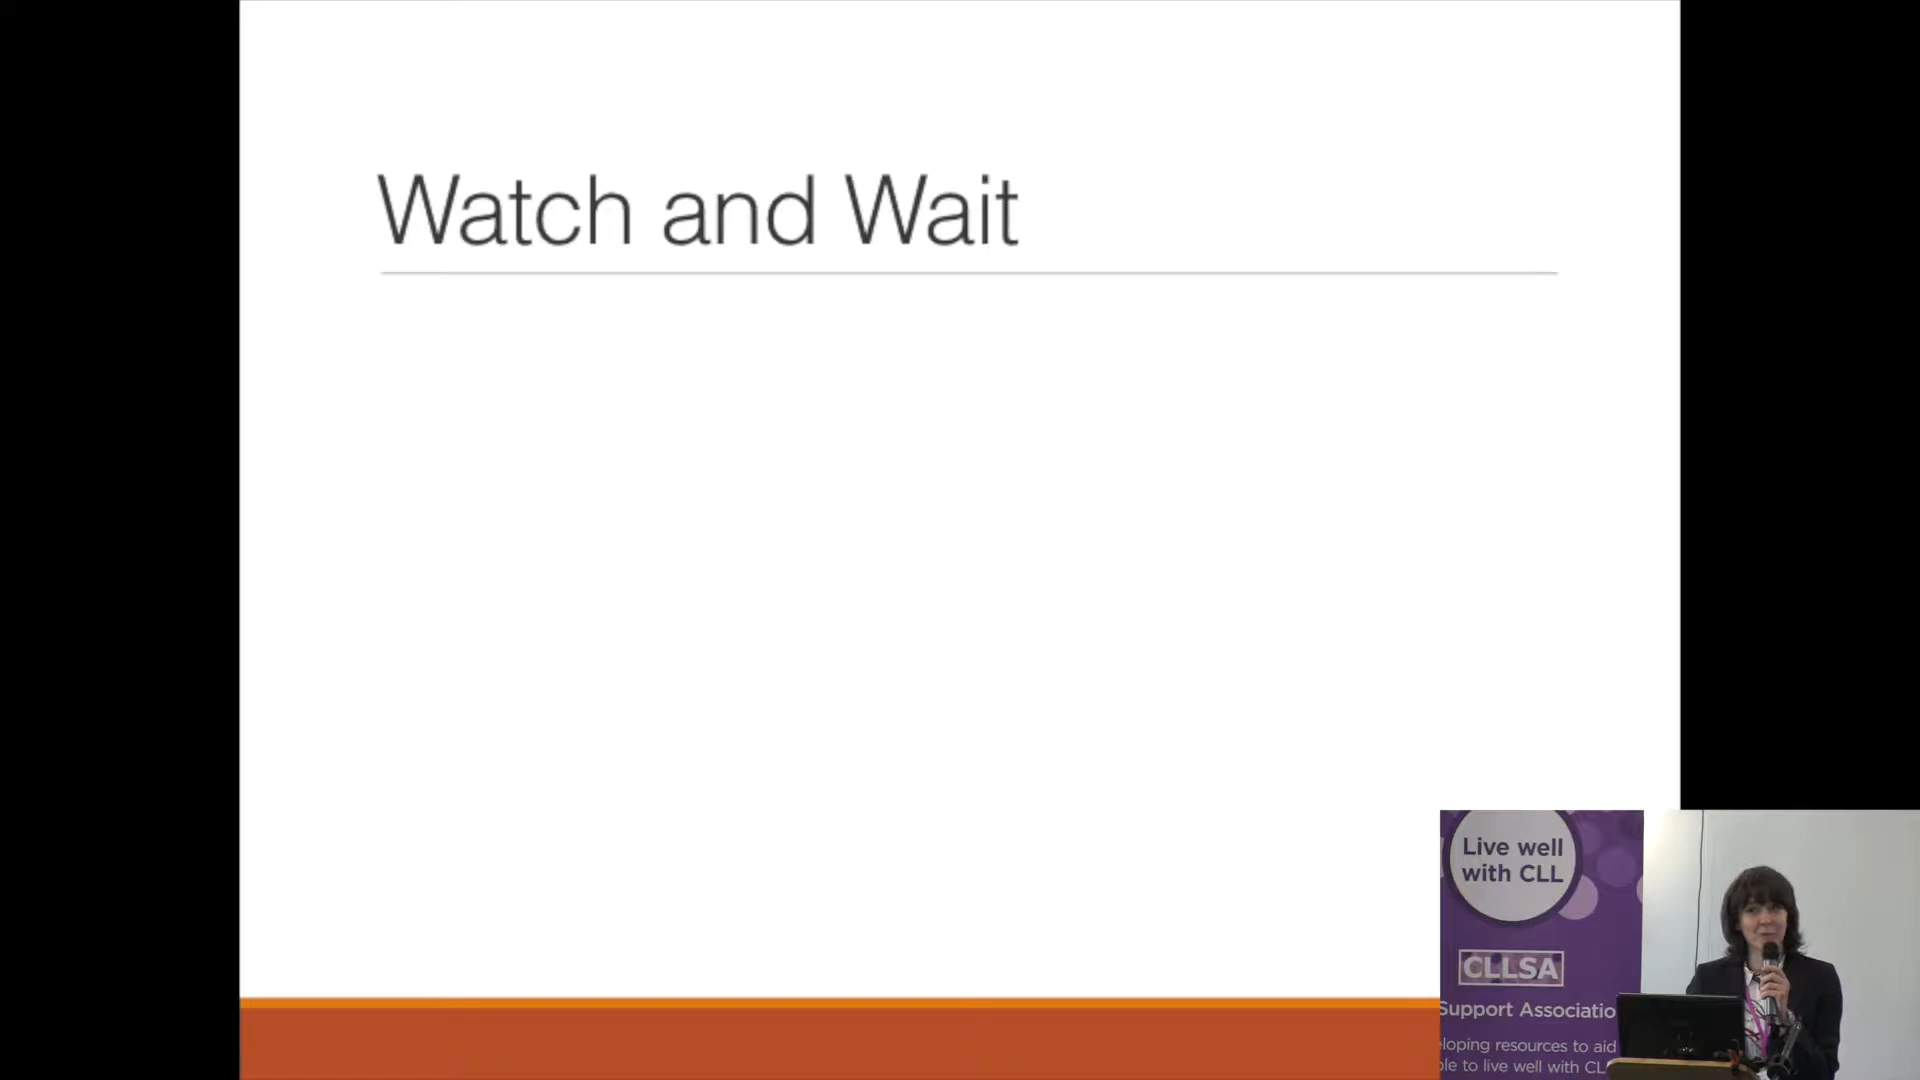 Watch and Wait
Live well
with CLL
CLLSA
Support Associatio
loping resources to aid
ple to live well with CL